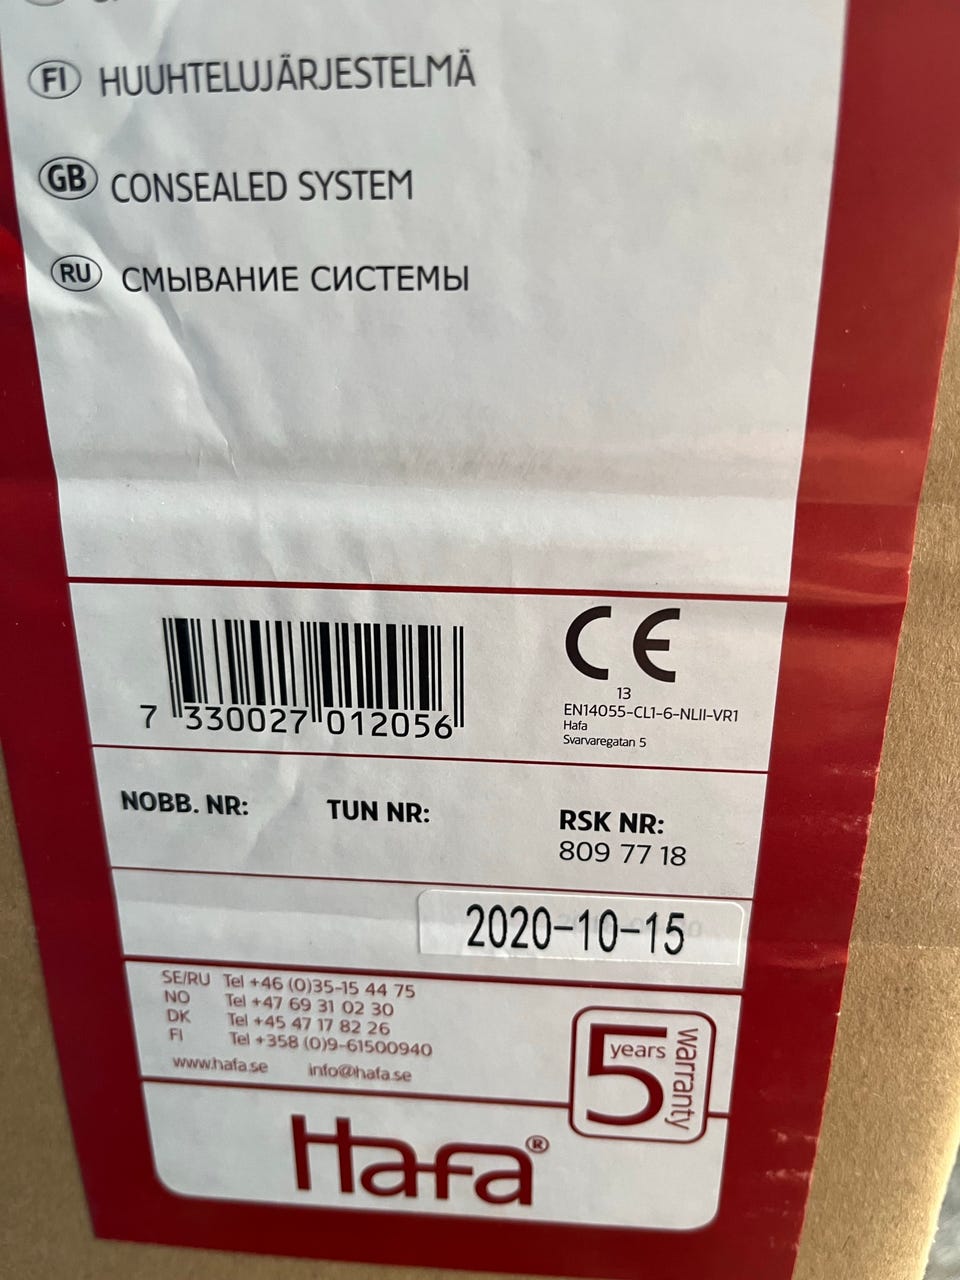 FI HUUHTELUJÄRJESTELMÄ
GB CONSEALED SYSTEM
RU СМЫВАНИЕ СИСТЕМЫ
7 330027 012056
CE
13
EN14055-CL1-6-NLII-VR1
Hafa
Svarvaregatan 5
NOBB. NR: TUN NR: RSK NR:
809 77 18
2020-10-15
SE/RU Tel +46 (0)35-15 44 75
NO Tel +47 69 31 02 30
DK Tel +45 47 17 82 26
FI Tel +358 (0)9-61500940
www.hafa.se info@hafa.se
5 years warranty
Hafa®